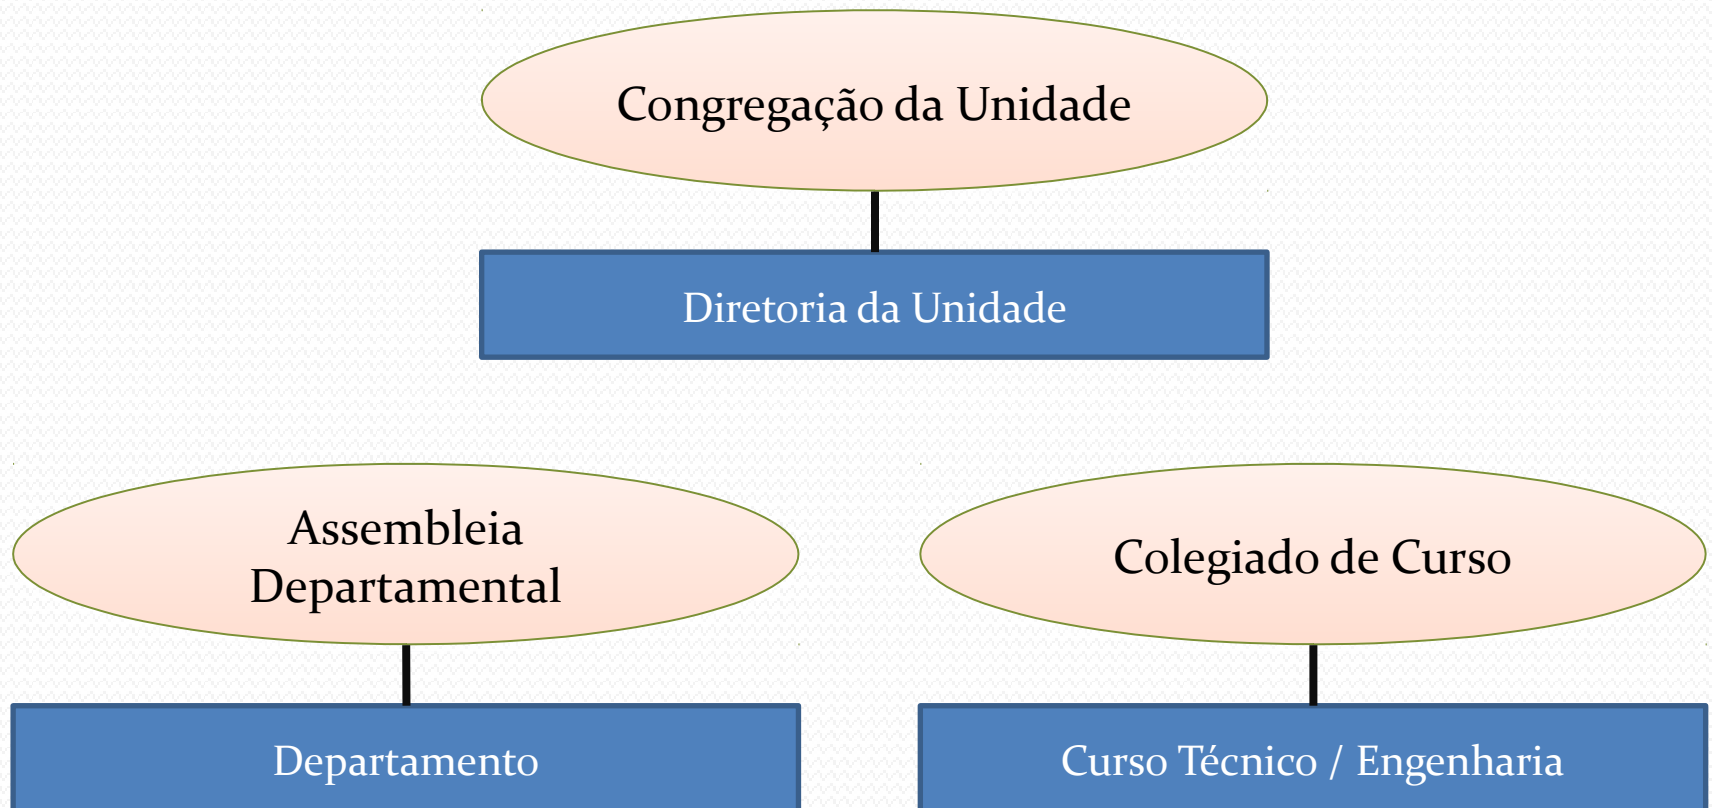 Congregação da Unidade
Diretoria da Unidade
Assembleia
Departamental
Colegiado de Curso
Departamento
Curso Técnico / Engenharia